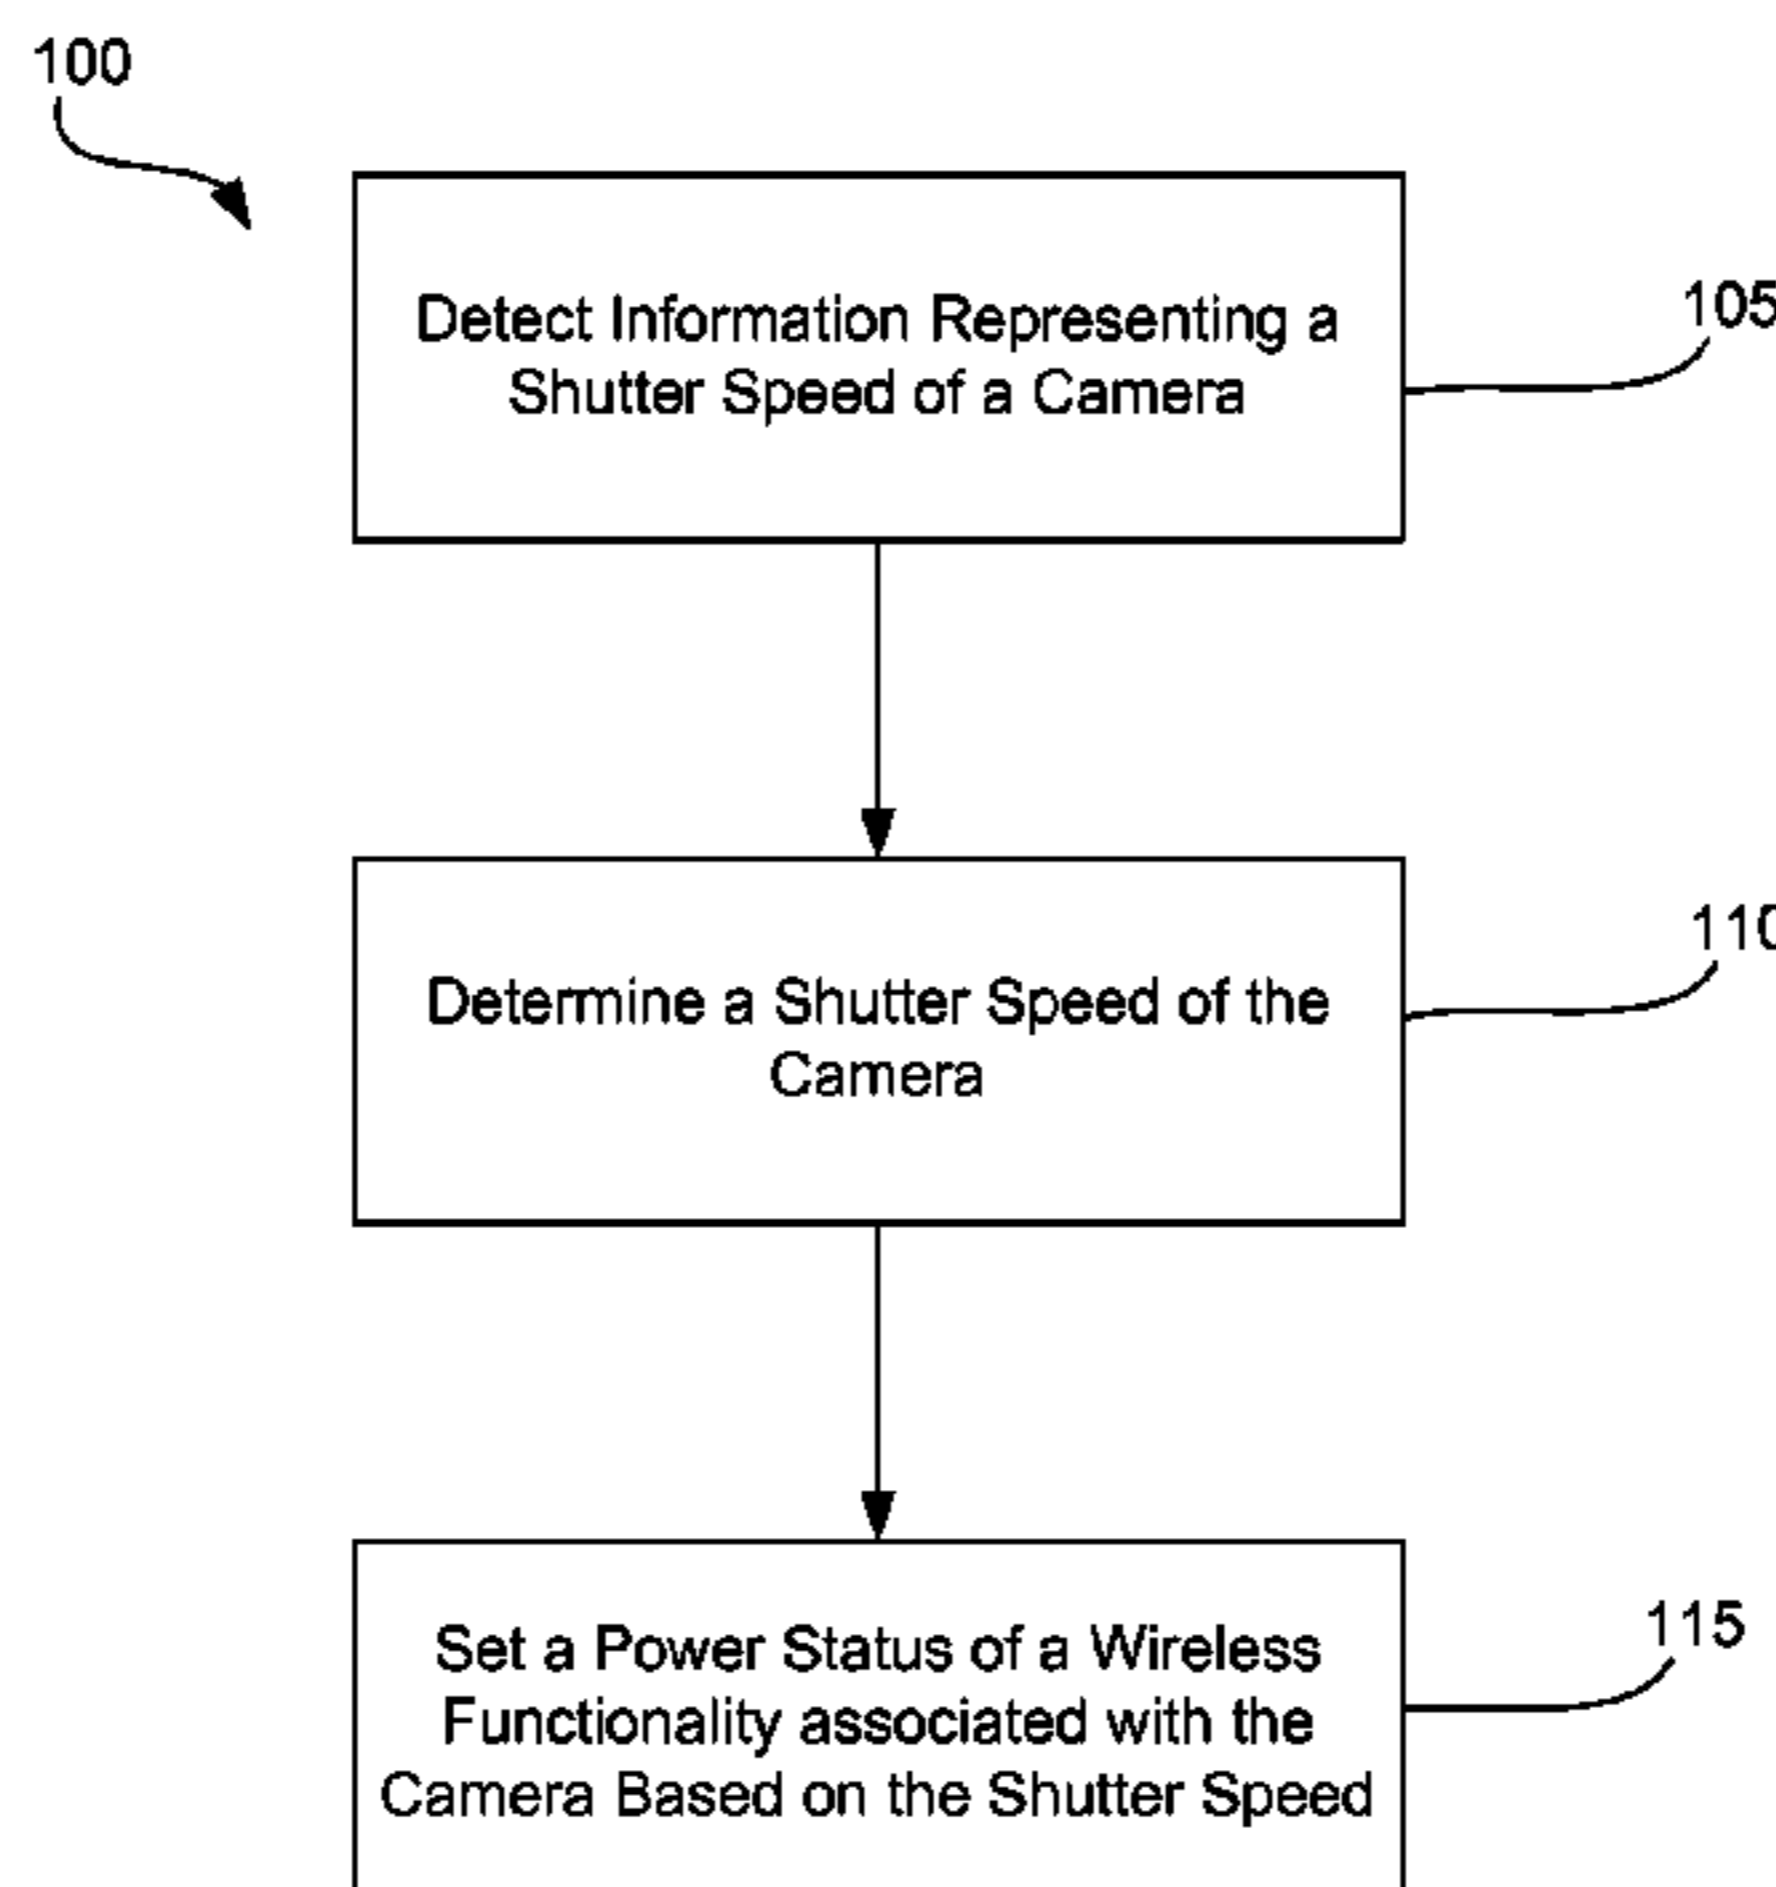 100
Detect Information Representing a
Shutter Speed of a Camera
105
Determine a Shutter Speed of the
Camera
110
Set a Power Status of a Wireless
Functionality associated with the
Camera Based on the Shutter Speed
115